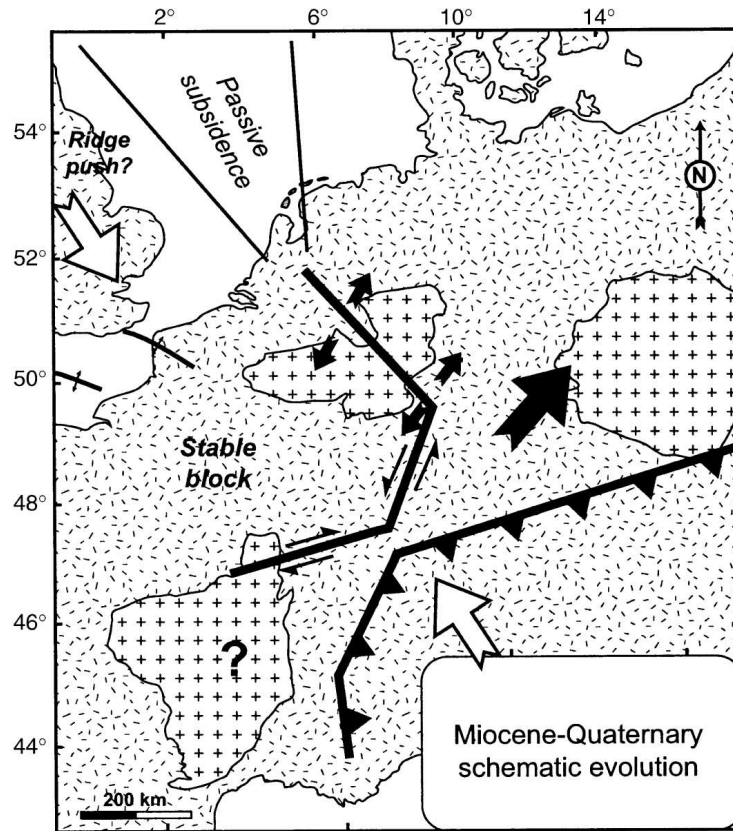 2° 6° 10° 14°
Passive
subsidence
54°
Ridge
push?
N
52°
50°
Stable
block
48°
46°
?
44°
Miocene-Quaternary
schematic evolution
200 km